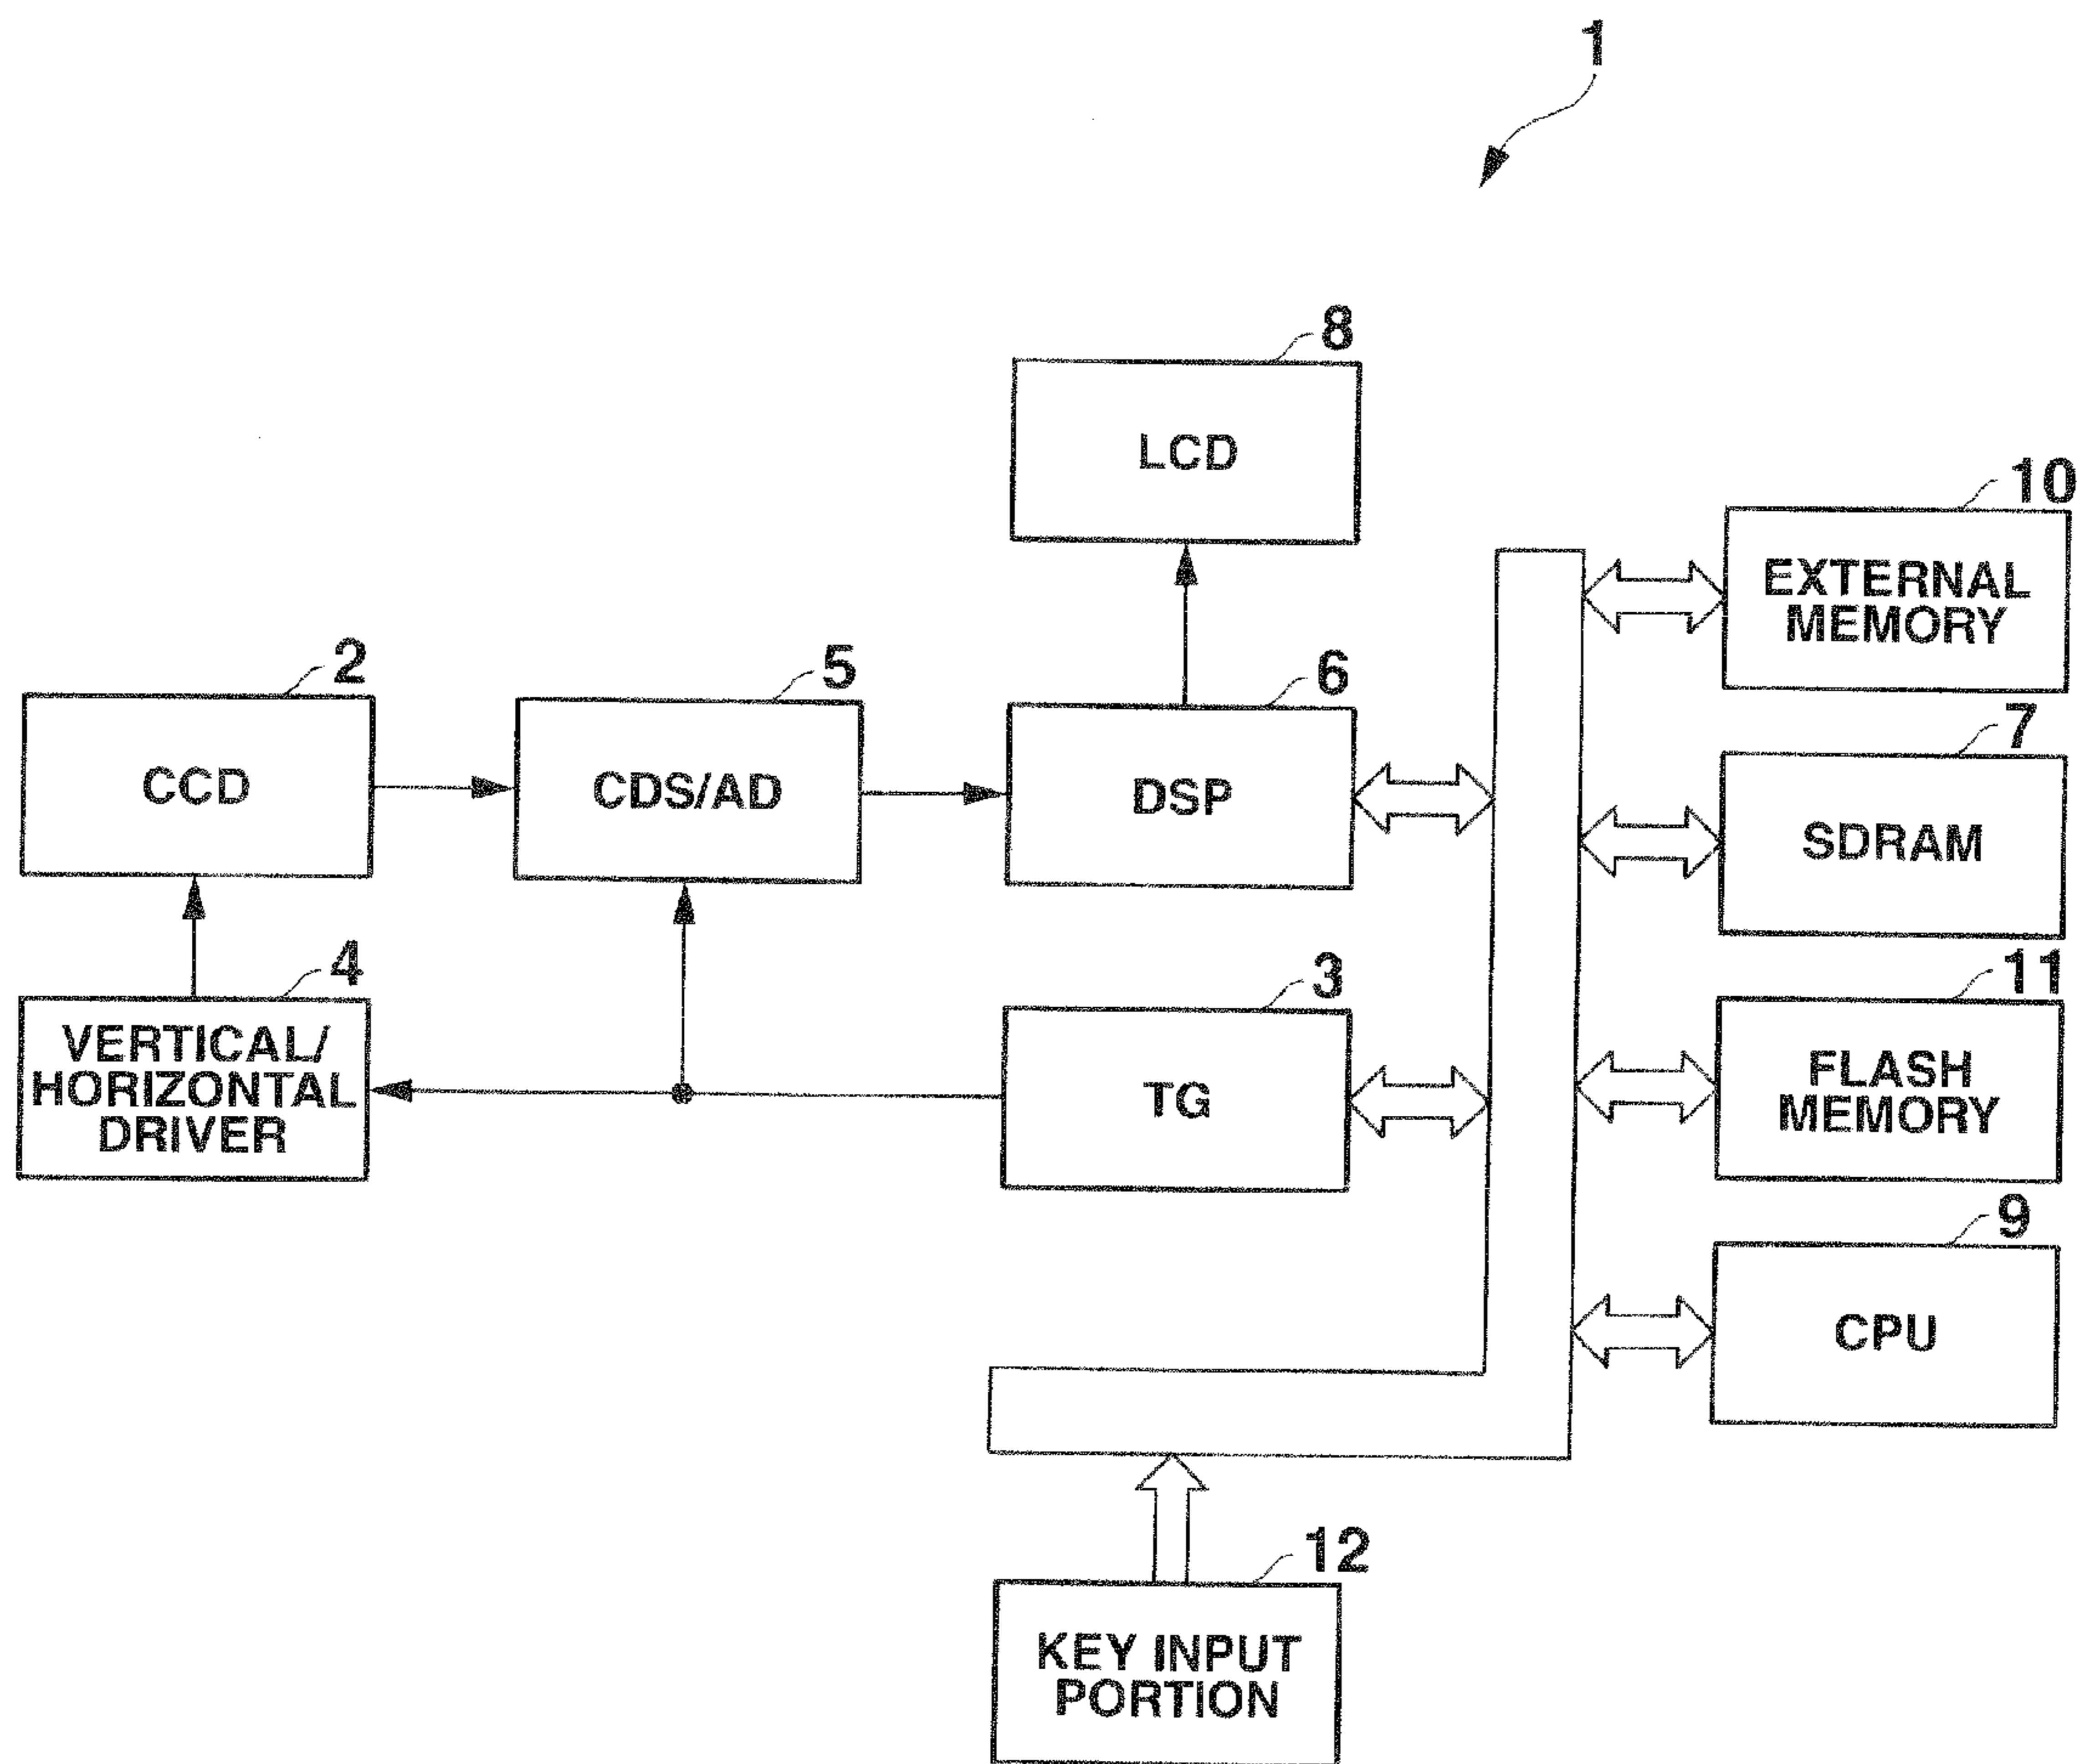 1
8
LCD
10
EXTERNAL
MEMORY
2
CCD
5
CDS/AD
6
DSP
7
SDRAM
4
VERTICAL/
HORIZONTAL
DRIVER
3
TG
11
FLASH
MEMORY
9
CPU
12
KEY INPUT
PORTION